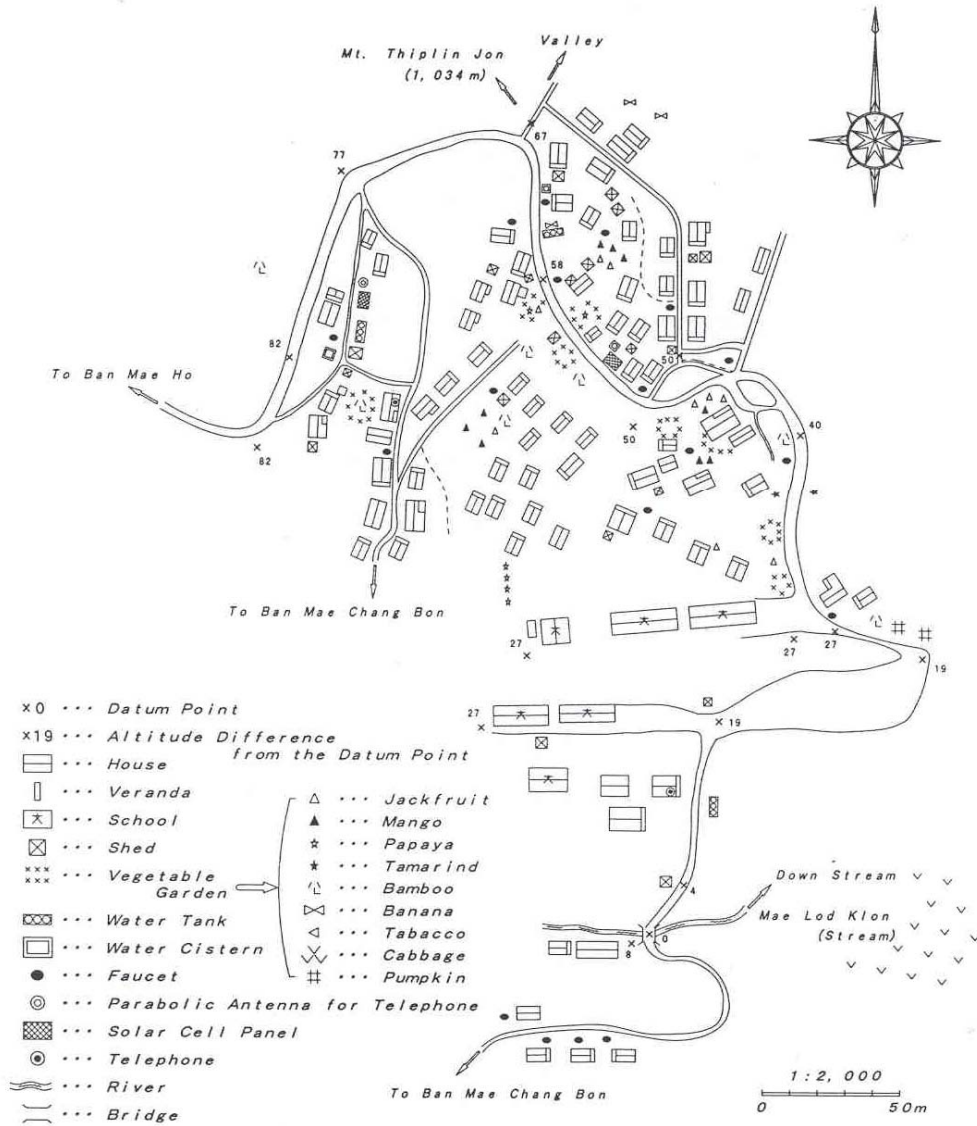 Valley
Mt. Thiplin Jon
(1,034m)
67
77
58
82
50
To Ban Mae Ho
50
40
82
To Ban Mae Chang Bon
27
27
27
19
27
19
×0 ··· Datum Point
×19 ··· Altitude Difference
from the Datum Point
··· House
··· Veranda
··· School
··· Shed
··· Vegetable
Garden
··· Water Tank
··· Water Cistern
··· Faucet
··· Parabolic Antenna for Telephone
··· Solar Cell Panel
··· Telephone
··· River
··· Bridge
··· Jackfruit
··· Mango
··· Papaya
··· Tamarind
··· Bamboo
··· Banana
··· Tabacco
··· Cabbage
··· Pumpkin
4
Down Stream
Mae Lod Klon
(Stream)
0
8
To Ban Mae Chang Bon
1:2,000
0 50m